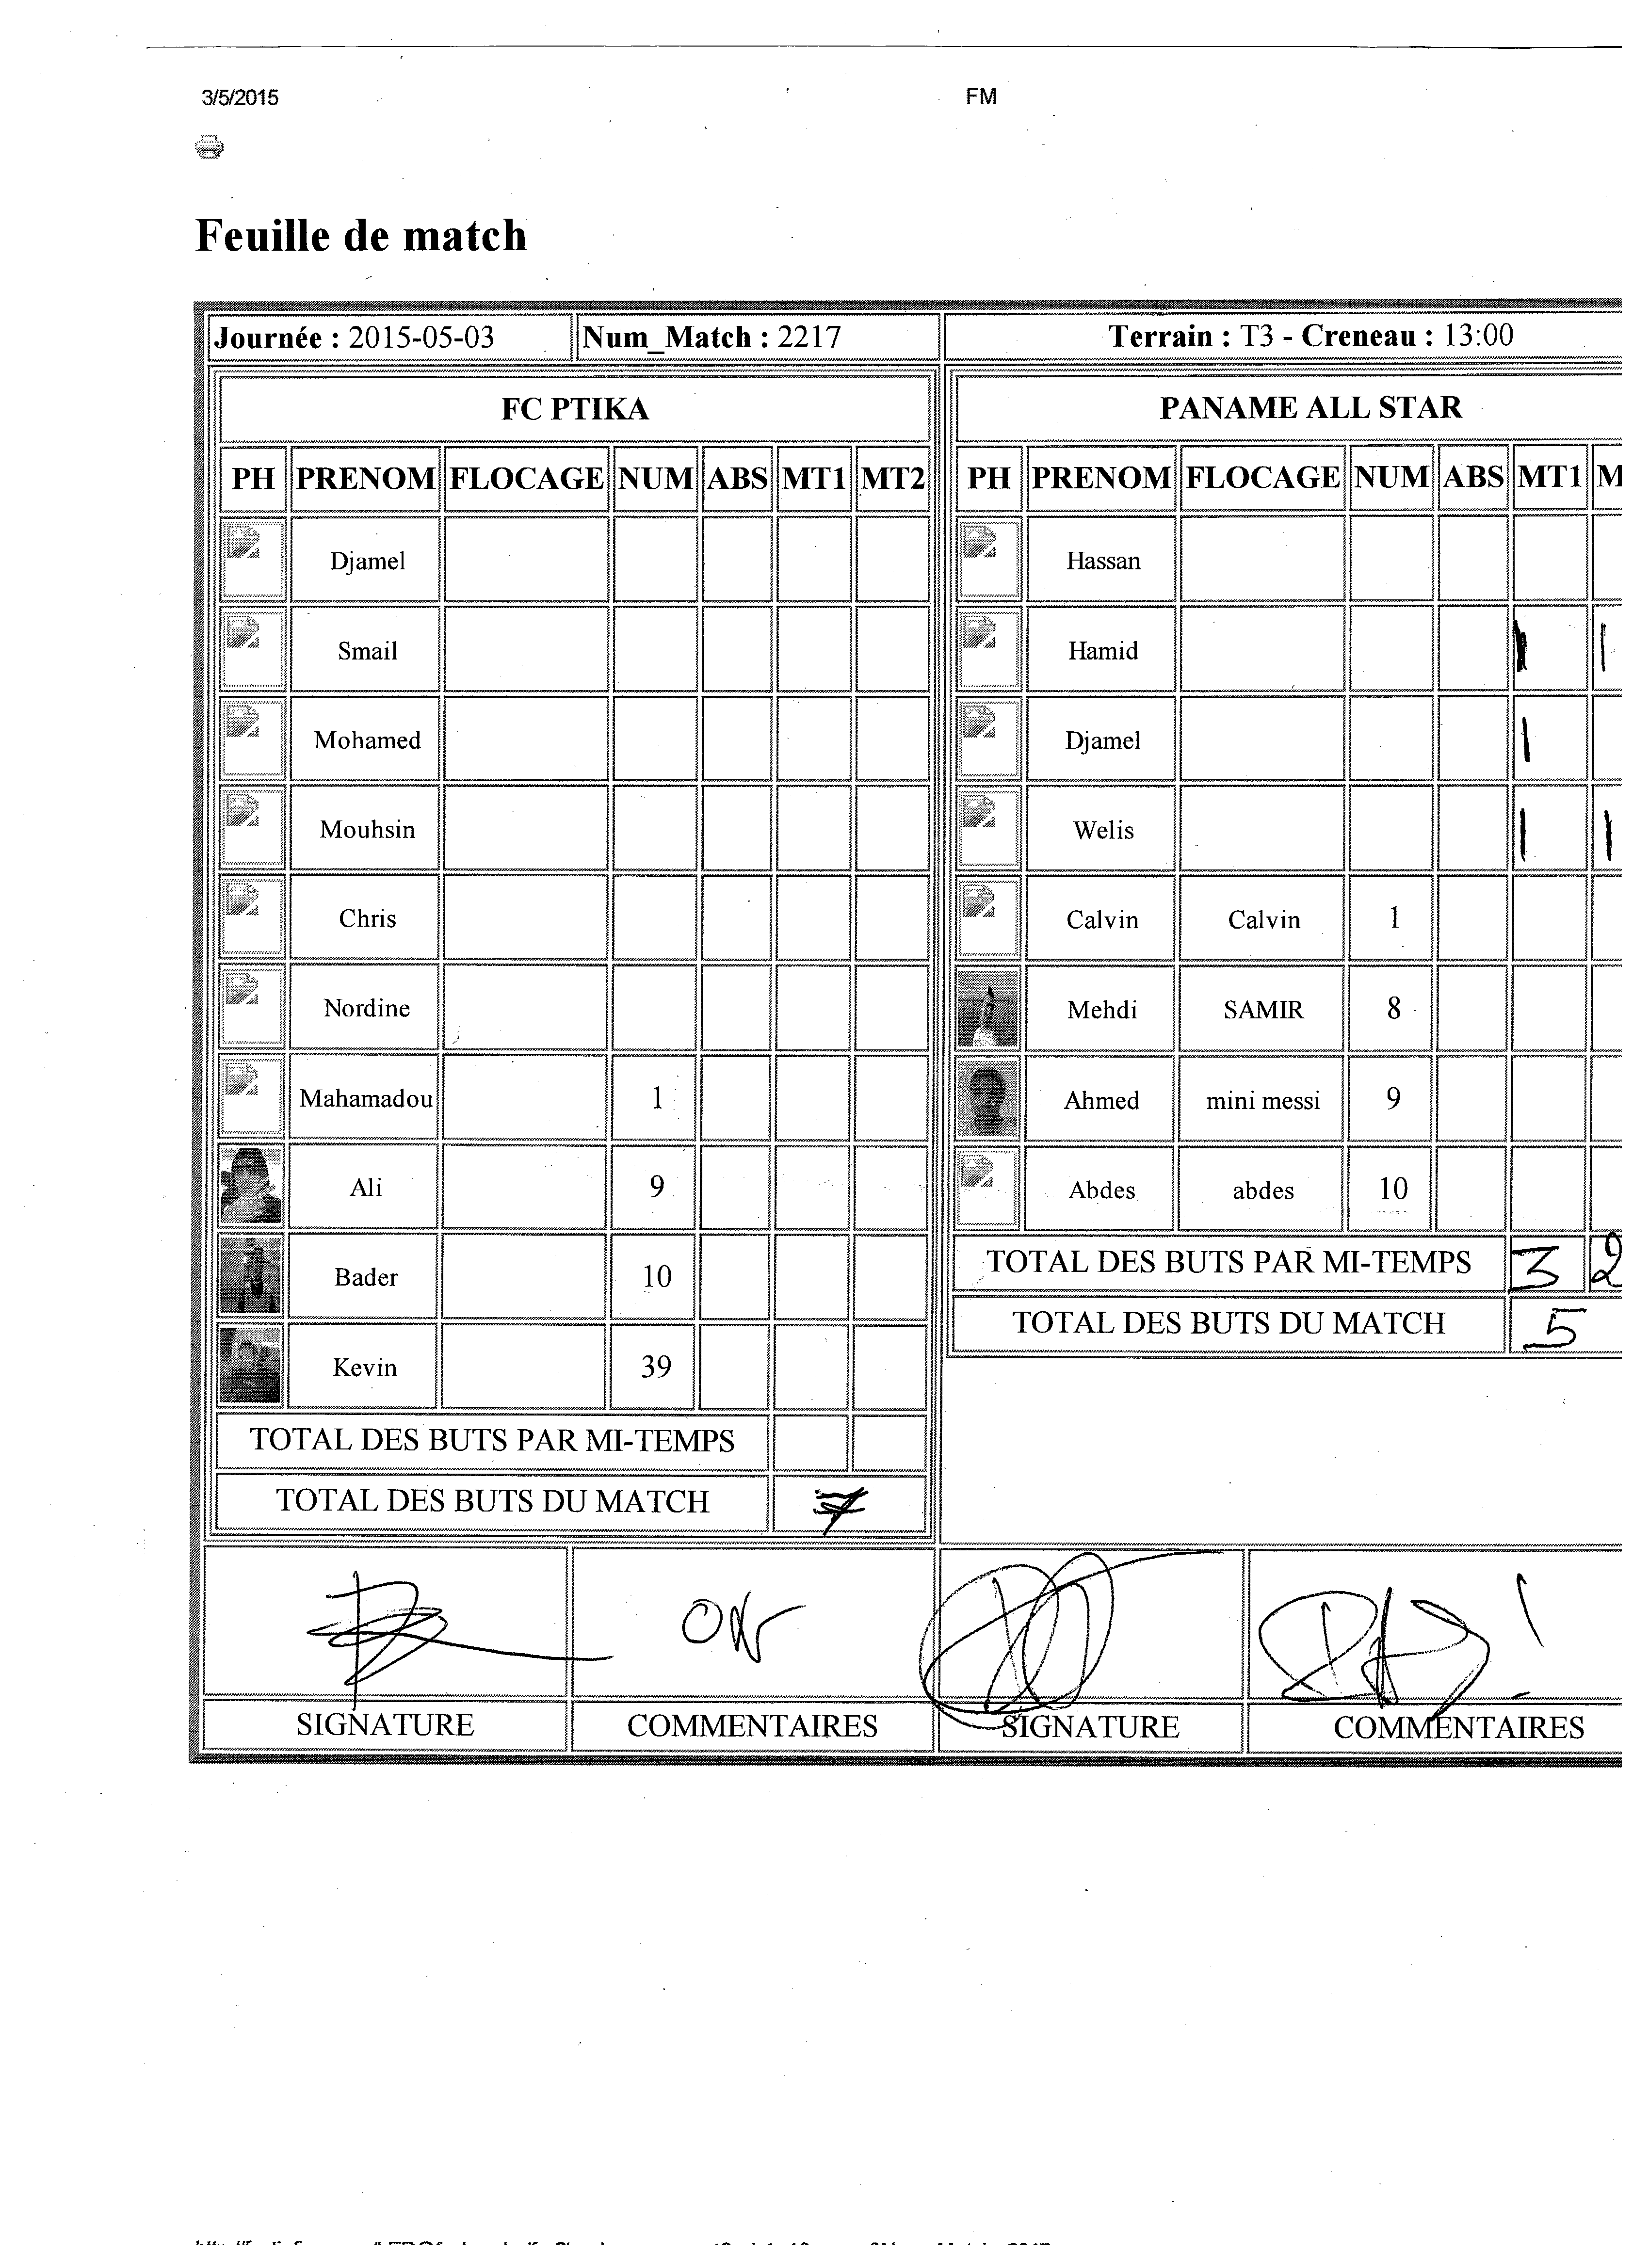 3/5/2015 FM
Feuille de match
Journée : 2015-05-03 Num_Match : 2217 Terrain : T3 - Creneau : 13:00
FC PTIKA
PH PRENOM FLOCAGE NUM ABS MT1 MT2
Djamel
Smail
Mohamed
Mouhsin
Chris
Nordine
Mahamadou 1
Ali 9
Bader 10
Kevin 39
TOTAL DES BUTS PAR MI-TEMPS
TOTAL DES BUTS DU MATCH 7
PANAME ALL STAR
PH PRENOM FLOCAGE NUM ABS MT1 M
Hassan
Hamid 1 1
Djamel 1
Welis 1 1
Calvin Calvin 1
Mehdi SAMIR 8
Ahmed mini messi 9
Abdes abdes 10
TOTAL DES BUTS PAR MI-TEMPS 3 2
TOTAL DES BUTS DU MATCH 5
SIGNATURE COMMENTAIRES SIGNATURE COMMENTAIRES